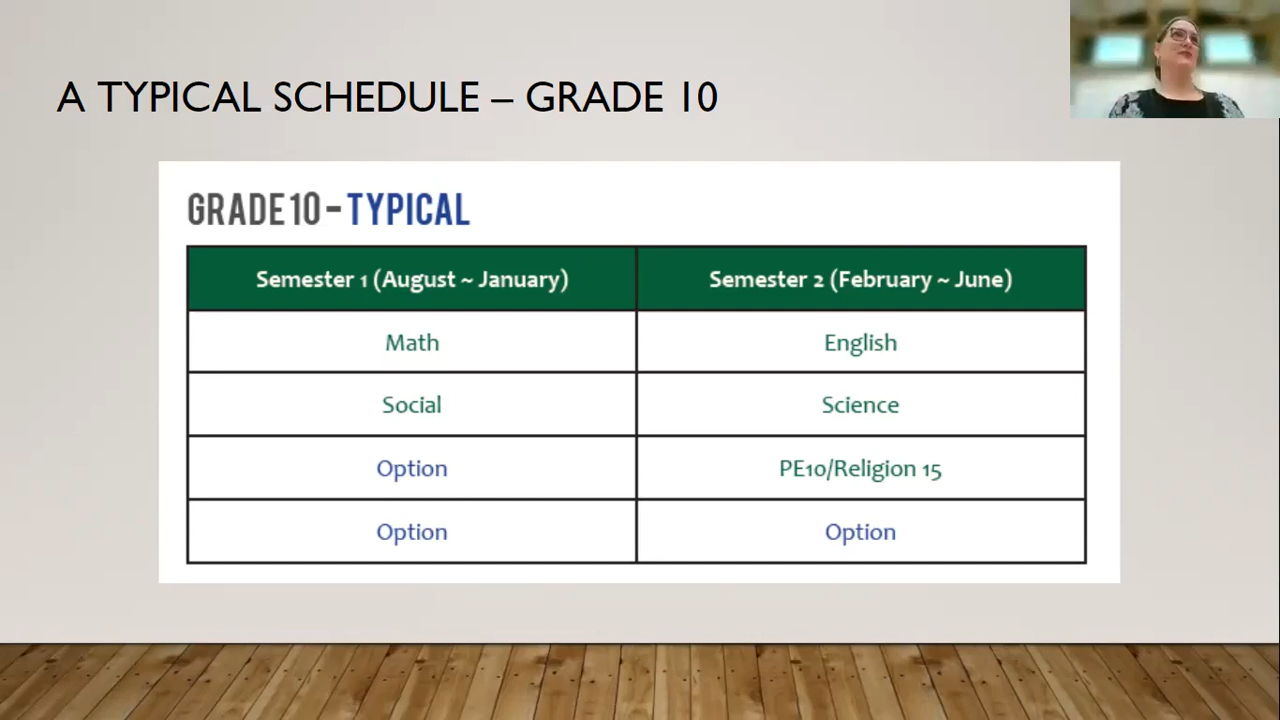 A TYPICAL SCHEDULE – GRADE 10
GRADE 10 – TYPICAL
Semester 1 (August ~ January) Semester 2 (February ~ June)
Math English
Social Science
Option PE10/Religion 15
Option Option